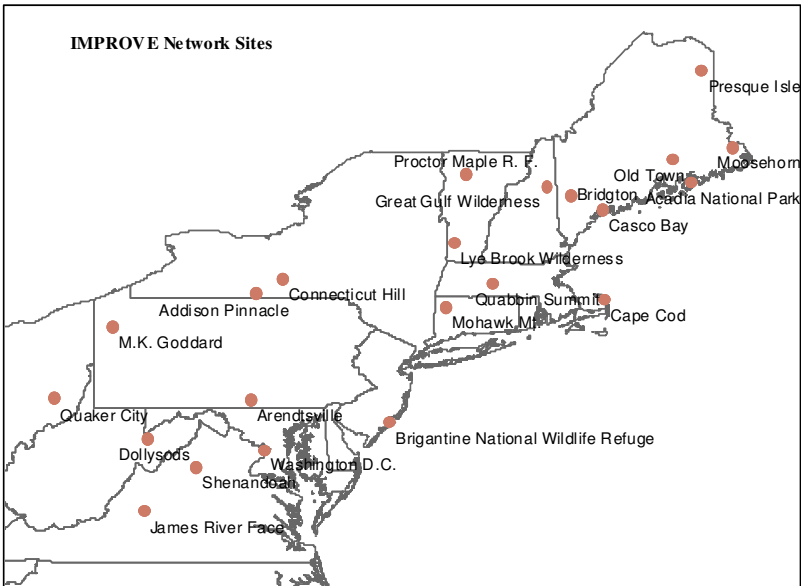 IMPROVE Network Sites
Presque Isle
Proctor Maple R. F.
Moosehorn
Old Town
Great Gulf Wilderness
Bridgton
Acadia National Park
Casco Bay
Lye Brook Wilderness
Connecticut Hill
Quabbin Summit
Addison Pinnacle
Mohawk Mt.
Cape Cod
M.K. Goddard
Quaker City
Arendtsville
Brigantine National Wildlife Refuge
Dollysods
Washington D.C.
Shenandoah
James River Face